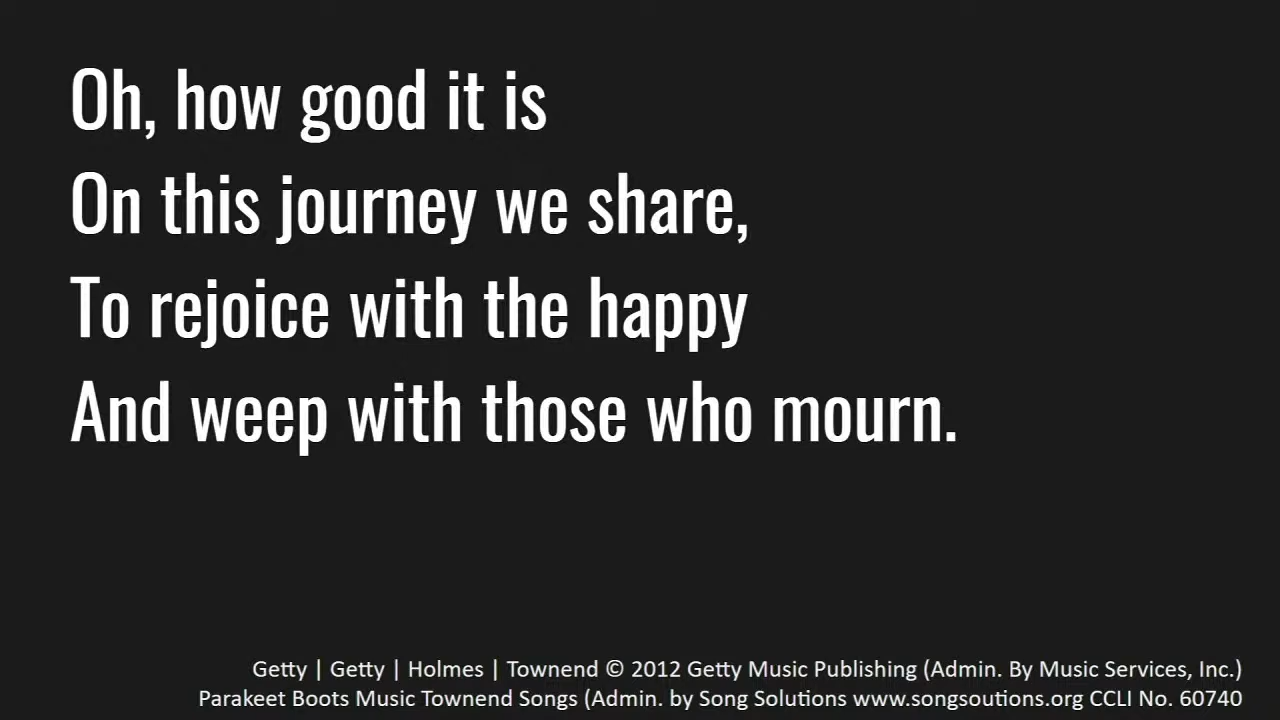 Oh, how good it is
On this journey we share,
To rejoice with the happy
And weep with those who mourn.
Getty | Getty | Holmes | Townend © 2012 Getty Music Publishing (Admin. By Music Services, Inc.)
Parakeet Boots Music Townend Songs (Admin. by Song Solutions www.songsoutions.org CCLI No. 60740